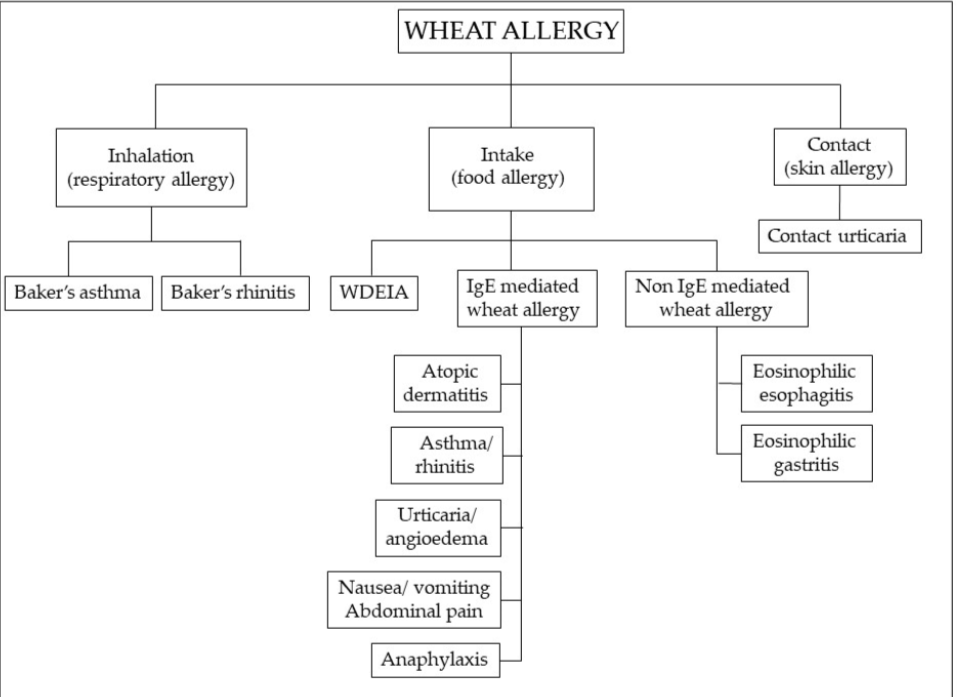 WHEAT ALLERGY
Inhalation
(respiratory allergy)
Intake
(food allergy)
Contact
(skin allergy)
Contact urticaria
Baker's asthma
Baker's rhinitis
WDEIA
IgE mediated
wheat allergy
Non IgE mediated
wheat allergy
Atopic
dermatitis
Asthma/
rhinitis
Urticaria/
angioedema
Nausea/ vomiting
Abdominal pain
Anaphylaxis
Eosinophilic
esophagitis
Eosinophilic
gastritis